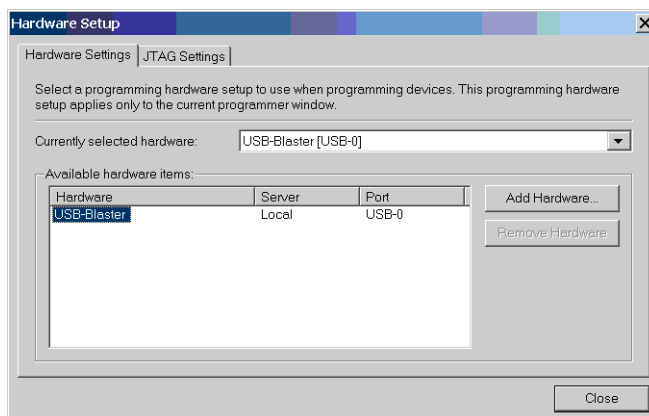 Hardware Setup
Hardware Settings
JTAG Settings
Select a programming hardware setup to use when programming devices. This programming hardware
setup applies only to the current programmer window.
Currently selected hardware:
USB-Blaster [USB-0]
Available hardware items:
Hardware Server Port
USB-Blaster Local USB-0
Add Hardware...
Remove Hardware
Close